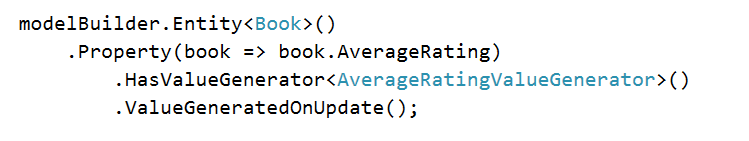 modelBuilder.Entity<Book>()
.Property(book => book.AverageRating)
.HasValueGenerator<AverageRatingValueGenerator>()
.ValueGeneratedOnUpdate();